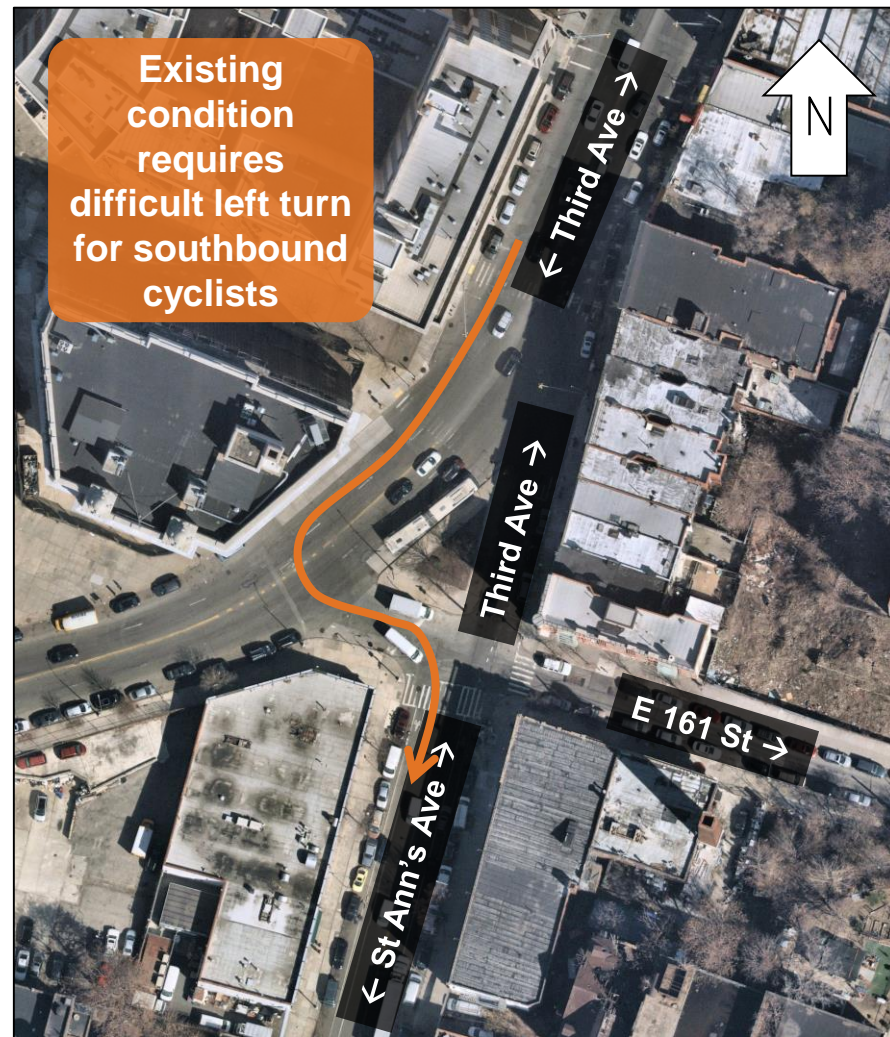 Existing
condition
requires
difficult left turn
for southbound
cyclists
N
← Third Ave →
Third Ave →
E 161 St →
← St Ann's Ave →